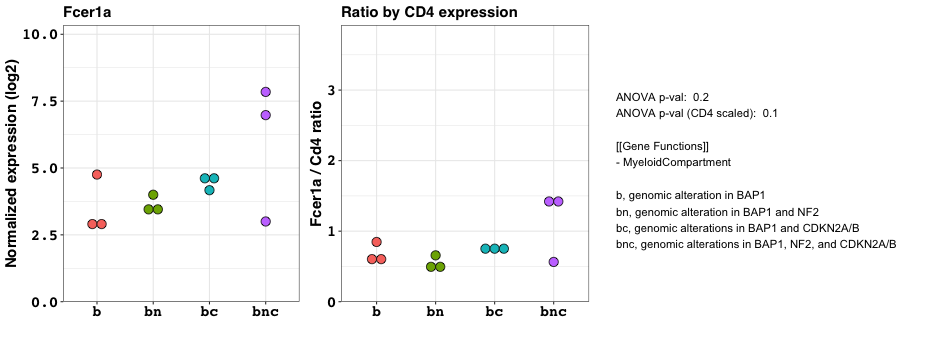 Fcer1a
Normalized expression (log2)
10.0
7.5
5.0
2.5
0.0
b bn bc bnc
Ratio by CD4 expression
Fcer1a / Cd4 ratio
3
2
1
0
b bn bc bnc
ANOVA p-val: 0.2
ANOVA p-val (CD4 scaled): 0.1
[[Gene Functions]]
- MyeloidCompartment
b, genomic alteration in BAP1
bn, genomic alteration in BAP1 and NF2
bc, genomic alterations in BAP1 and CDKN2A/B
bnc, genomic alterations in BAP1, NF2, and CDKN2A/B